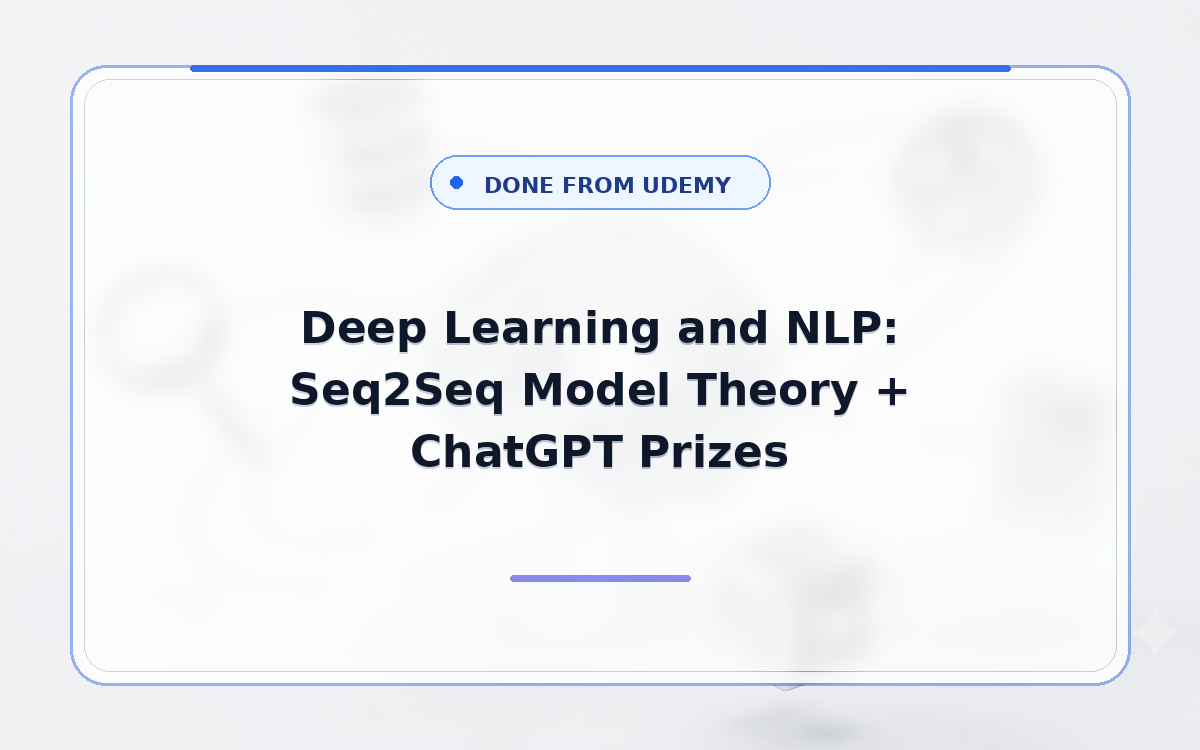 DONE FROM UDEMY
Deep Learning and NLP:
Seq2Seq Model Theory +
ChatGPT Prizes